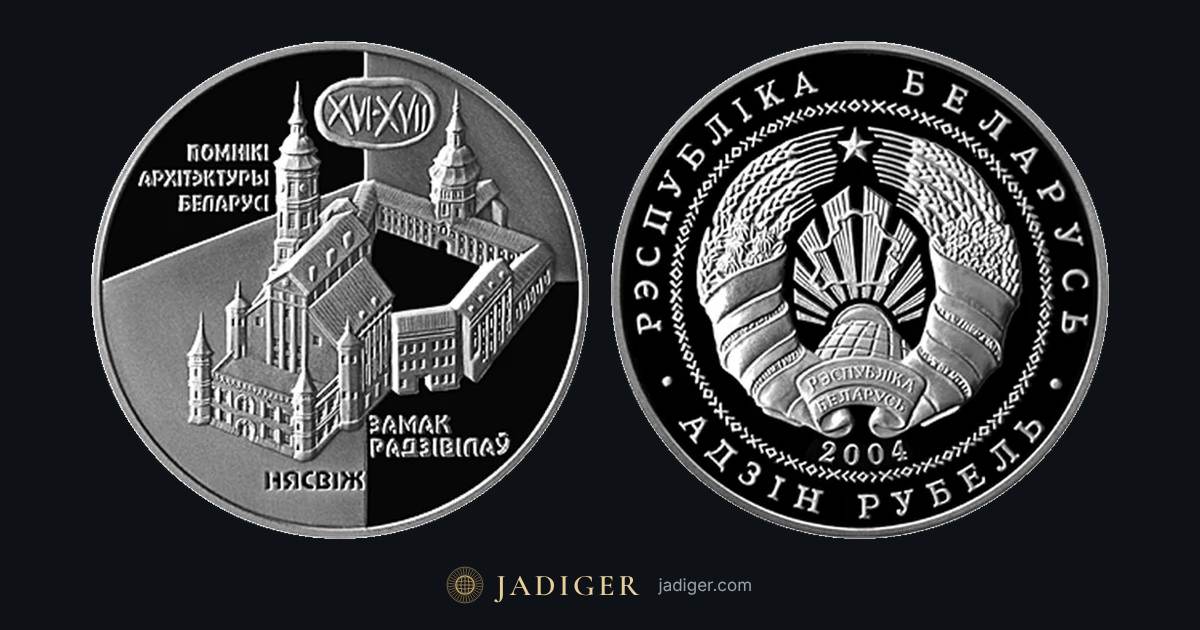 XVI-XVII
ПОМНІКІ
АРХІТЭКТУРЫ
БЕЛАРУСІ
ЗАМАК
РАДЗІВІЛАЎ
НЯСВІЖ
РЭСПУБЛІКА БЕЛАРУСЬ
РЭСПУБЛІКА
БЕЛАРУСЬ
2004
АДЗІН РУБЕЛЬ
JADIGER jadiger.com